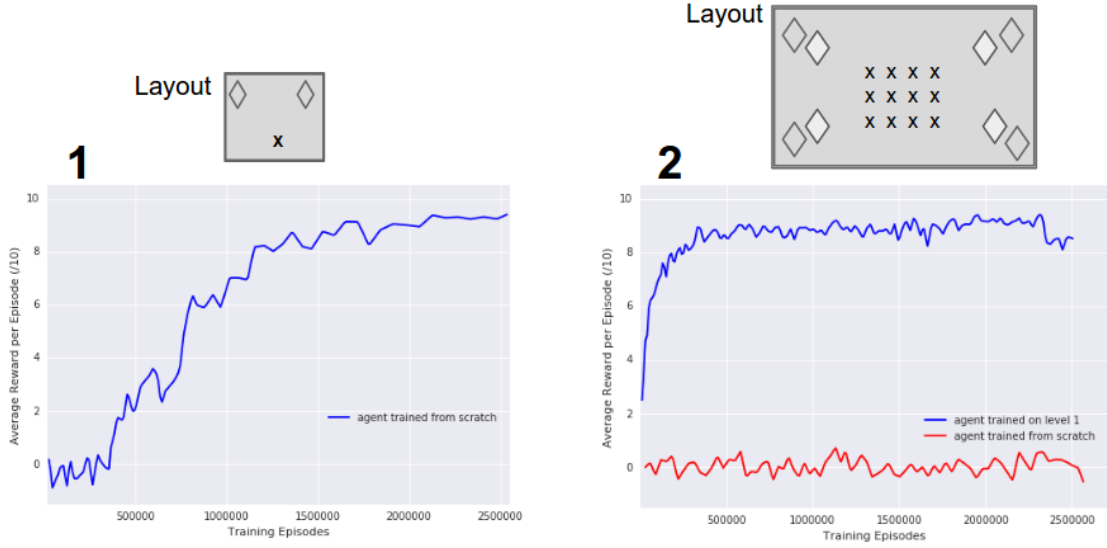 Layout
x
1
10
8
6
4
2
0
Average Reward per Episode (/10)
agent trained from scratch
500000 1000000 1500000 2000000 2500000
Training Episodes
Layout
x x x x
x x x x
x x x x
2
10
8
6
4
2
0
Average Reward per Episode (/10)
agent trained on level 1
agent trained from scratch
500000 1000000 1500000 2000000 2500000
Training Episodes